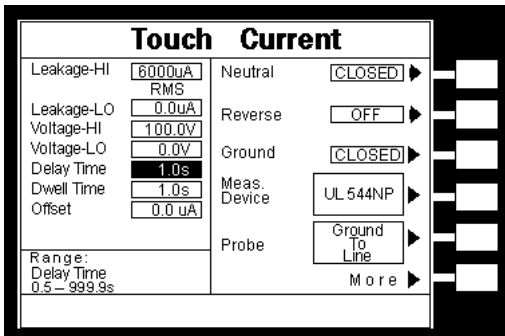 Touch Current
Leakage-HI 6000uA
RMS
Leakage-LO 0.0uA
Voltage-HI 100.0V
Voltage-LO 0.0V
Delay Time 1.0s
Dwell Time 1.0s
Offset 0.0 uA
Range:
Delay Time
0.5 – 999.9s
Neutral CLOSED
Reverse OFF
Ground CLOSED
Meas.
Device
UL 544NP
Probe
Ground
To
Line
More